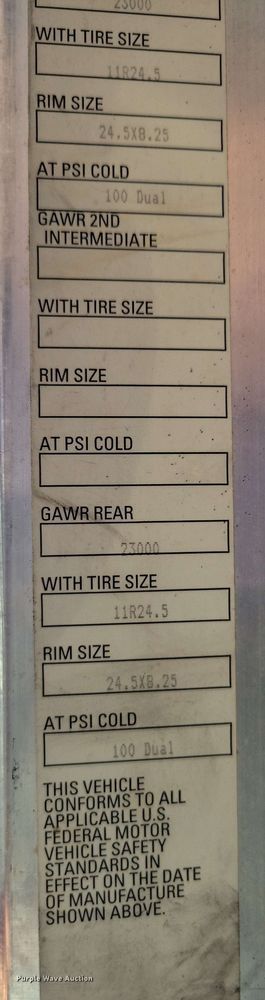 23000
WITH TIRE SIZE
11R24.5
RIM SIZE
24.5X8.25
AT PSI COLD
100 Dual
GAWR 2ND
INTERMEDIATE
WITH TIRE SIZE
RIM SIZE
AT PSI COLD
GAWR REAR
23000
WITH TIRE SIZE
11R24.5
RIM SIZE
24.5X8.25
AT PSI COLD
100 Dual
THIS VEHICLE
CONFORMS TO ALL
APPLICABLE U.S.
FEDERAL MOTOR
VEHICLE SAFETY
STANDARDS IN
EFFECT ON THE DATE
OF MANUFACTURE
SHOWN ABOVE.
Purple Wave Auction